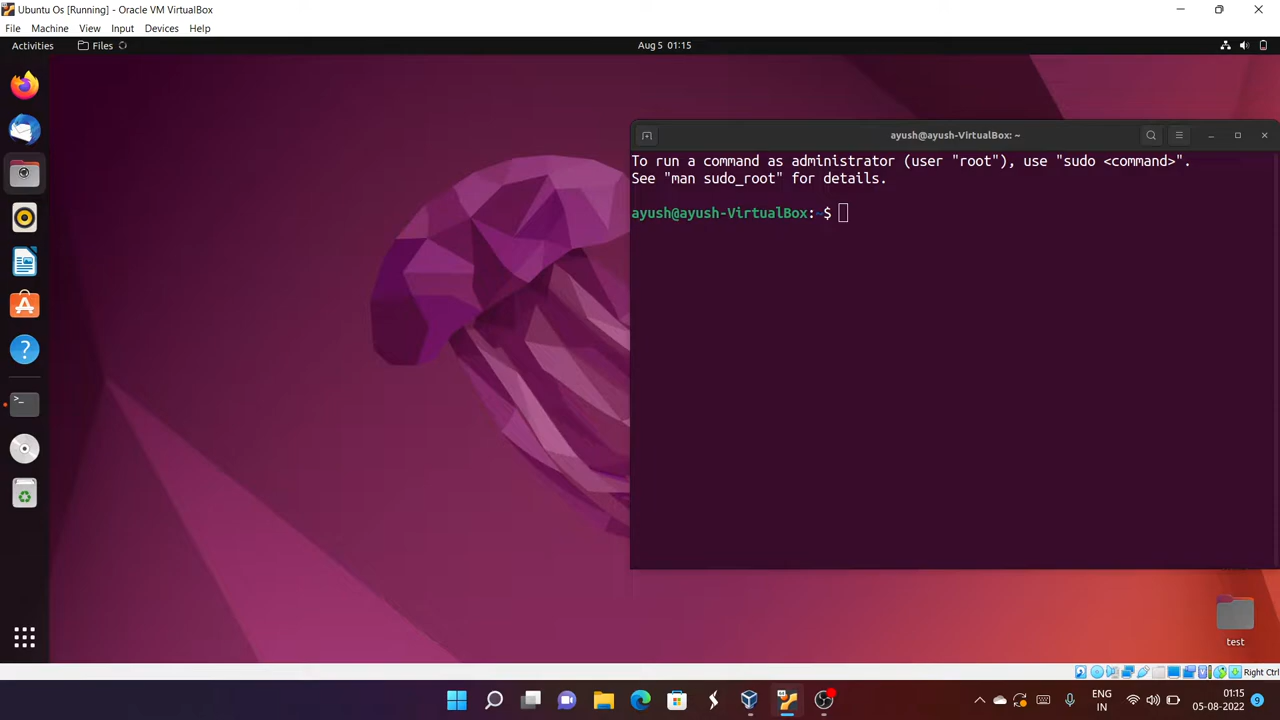 Ubuntu Os [Running] - Oracle VM VirtualBox
File Machine View Input Devices Help
Activities Files Aug 5 01:15
ayush@ayush-VirtualBox: ~
To run a command as administrator (user "root"), use "sudo <command>".
See "man sudo_root" for details.
ayush@ayush-VirtualBox:~$
test
Right Ctrl
ENG
IN
01:15
05-08-2022
9